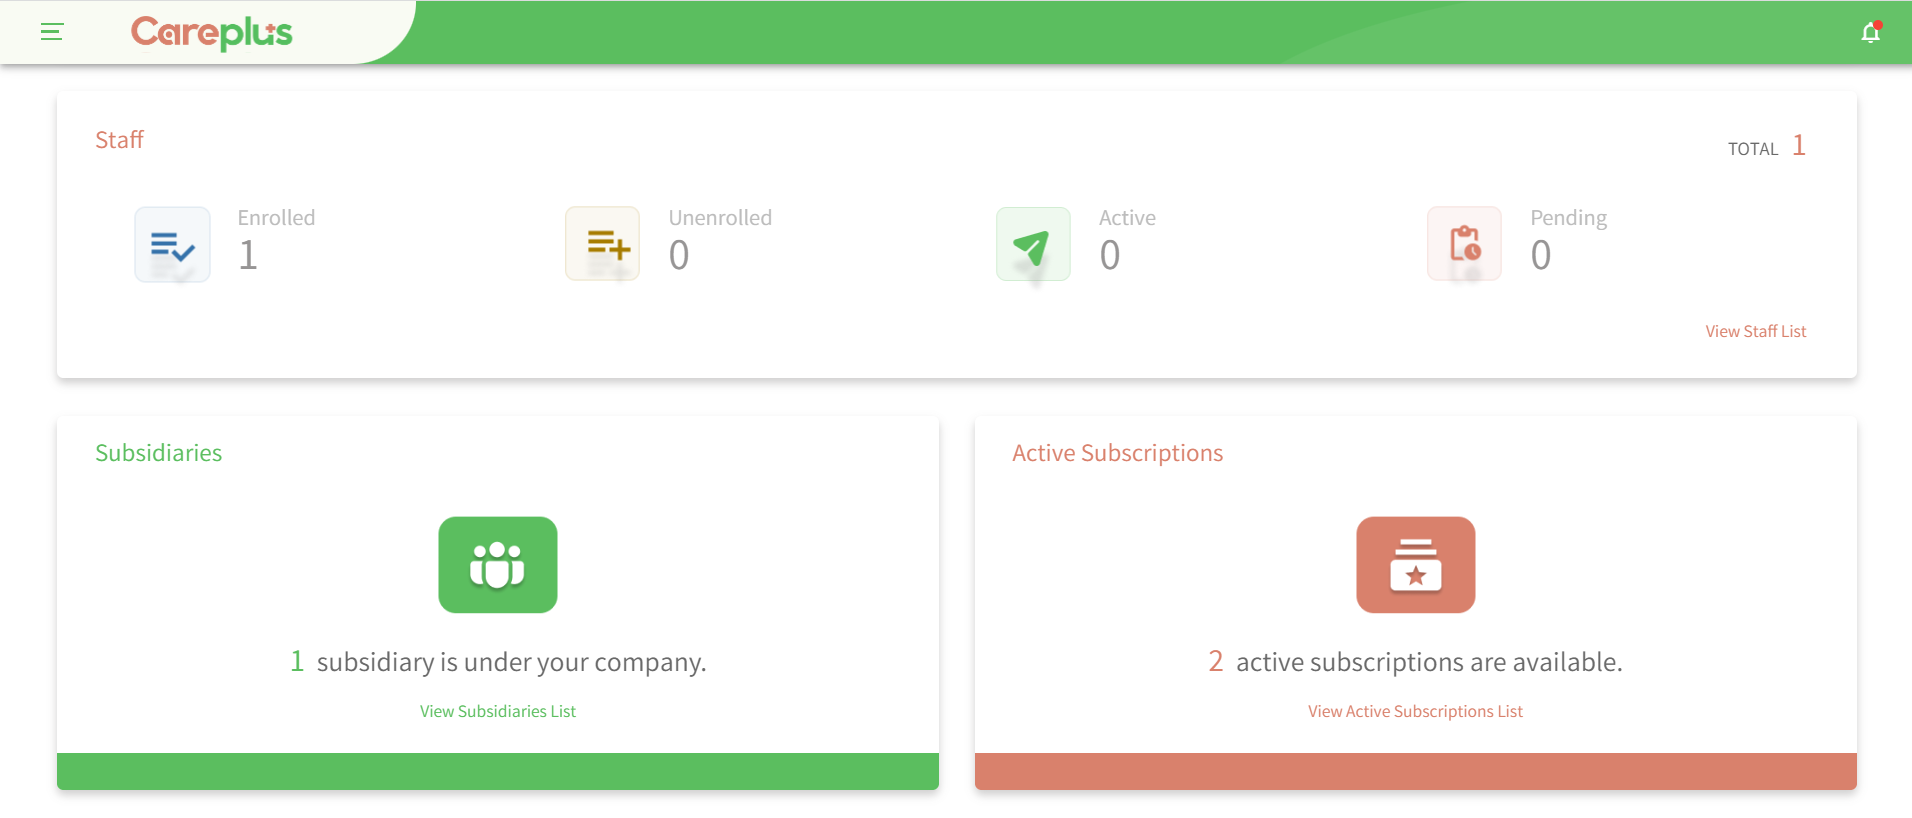 Careplus
Staff
TOTAL 1
Enrolled
1
Unenrolled
0
Active
0
Pending
0
View Staff List
Subsidiaries
1 subsidiary is under your company.
View Subsidiaries List
Active Subscriptions
2 active subscriptions are available.
View Active Subscriptions List